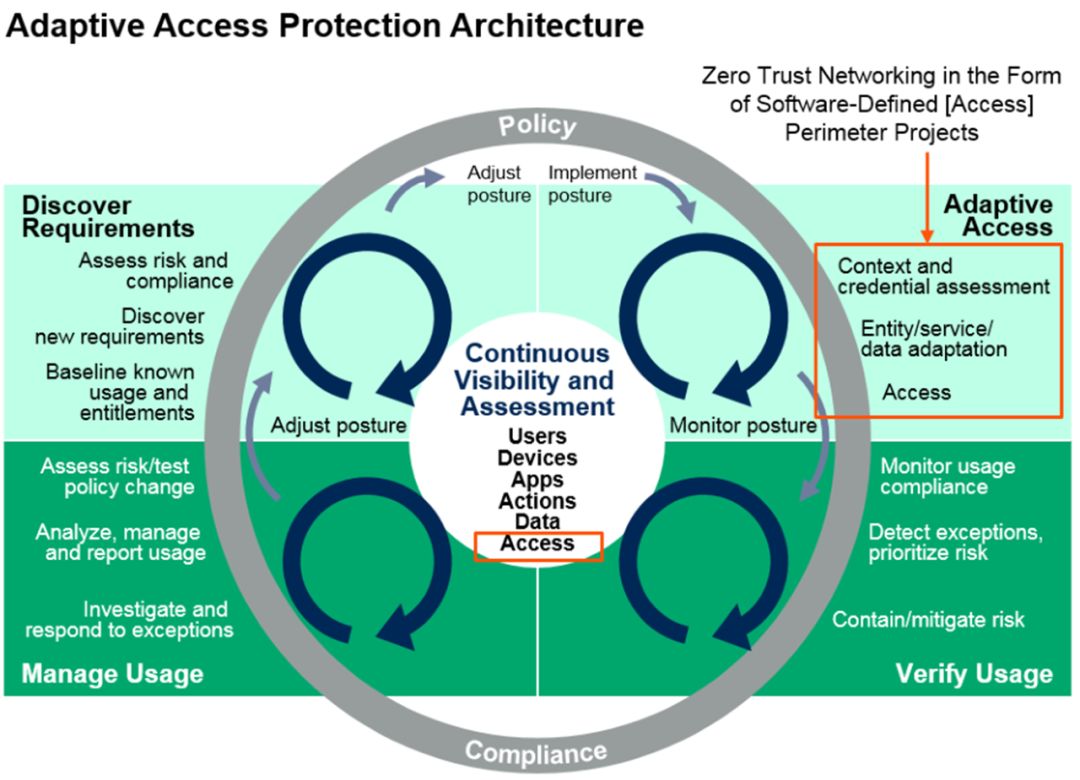 Adaptive Access Protection Architecture
Zero Trust Networking in the Form
of Software-Defined [Access]
Perimeter Projects
Policy
Adjust
posture
Implement
posture
Discover
Requirements
Assess risk and
compliance
Discover
new requirements
Baseline known
usage and
entitlements
Adaptive
Access
Context and
credential assessment
Entity/service/
data adaptation
Access
Continuous
Visibility and
Assessment
Users
Devices
Apps
Actions
Data
Access
Adjust posture
Monitor posture
Assess risk/test
policy change
Analyze, manage
and report usage
Investigate and
respond to exceptions
Manage Usage
Monitor usage
compliance
Detect exceptions,
prioritize risk
Contain/mitigate risk
Verify Usage
Compliance